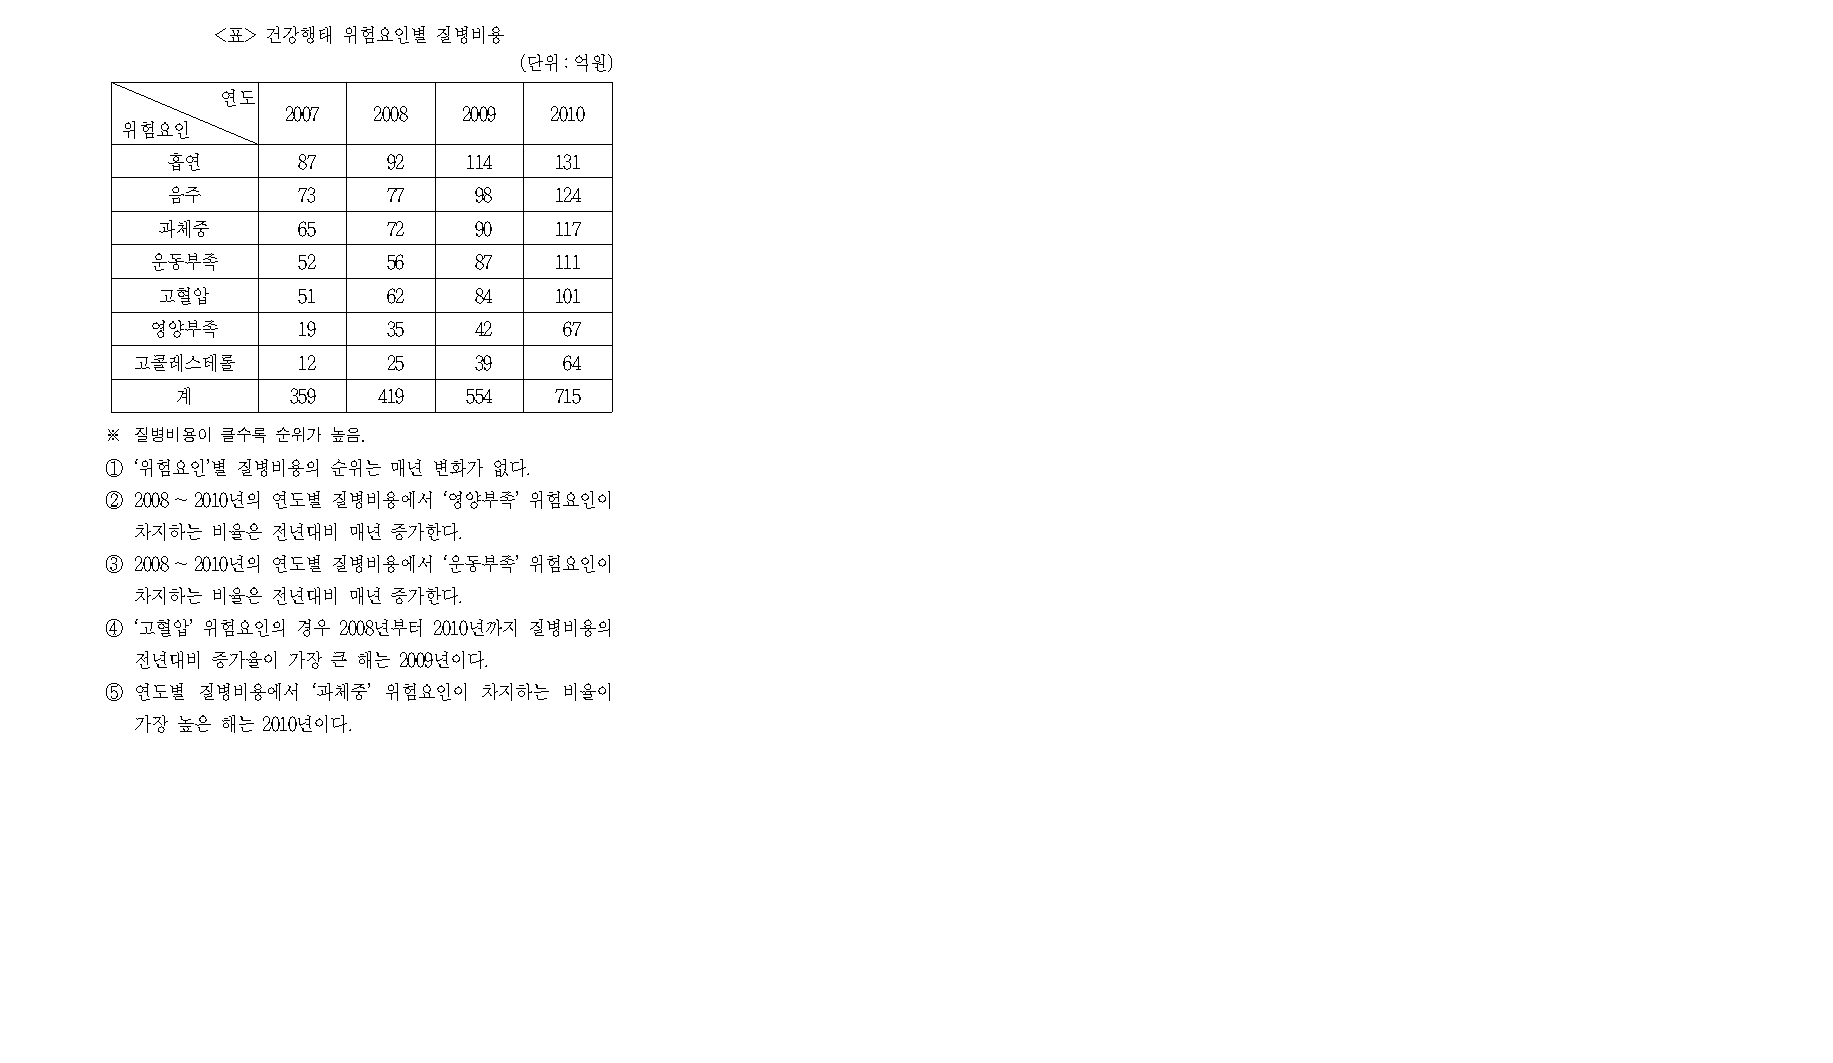 <표> 건강행태 위험요인별 질병비용
(단위 : 억원)
연도
위험요인
2007 2008 2009 2010
흡연 87 92 114 131
음주 73 77 98 124
과체중 65 72 90 117
운동부족 52 56 87 111
고혈압 51 62 84 101
영양부족 19 35 42 67
고콜레스테롤 12 25 39 64
계 359 419 554 715
※ 질병비용이 클수록 순위가 높음.
① ‘위험요인’별 질병비용의 순위는 매년 변화가 없다.
② 2008 ~ 2010년의 연도별 질병비용에서 ‘영양부족’ 위험요인이
차지하는 비율은 전년대비 매년 증가한다.
③ 2008 ~ 2010년의 연도별 질병비용에서 ‘운동부족’ 위험요인이
차지하는 비율은 전년대비 매년 증가한다.
④ ‘고혈압’ 위험요인의 경우 2008년부터 2010년까지 질병비용의
전년대비 증가율이 가장 큰 해는 2009년이다.
⑤ 연도별 질병비용에서 ‘과체중’ 위험요인이 차지하는 비율이
가장 높은 해는 2010년이다.